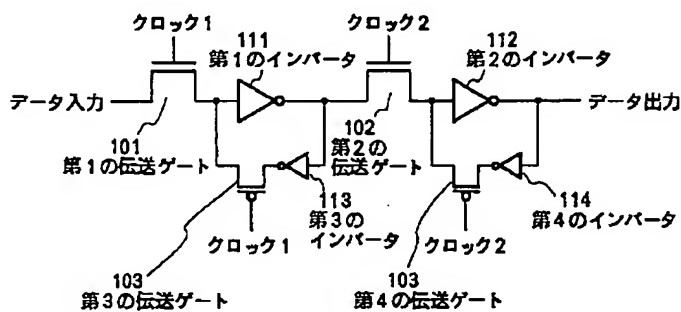 クロック1
111
第1のインバータ
クロック2
112
第2のインバータ
データ入力
データ出力
101
第1の伝送ゲート
102
第2の
伝送ゲート
113
第3の
インバータ
114
第4のインバータ
クロック1
クロック2
103
第3の伝送ゲート
103
第4の伝送ゲート